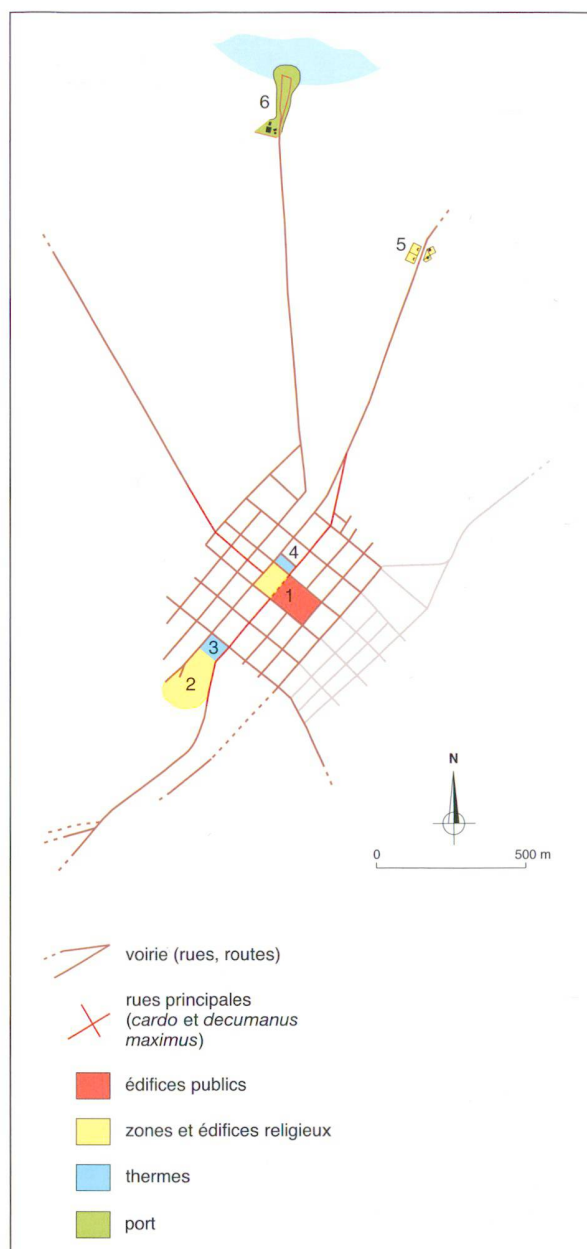 6
5
4
1
3
2
N
0 500 m
voirie (rues, routes)
rues principales
(cardo et decumanus
maximus)
édifices publics
zones et édifices religieux
thermes
port